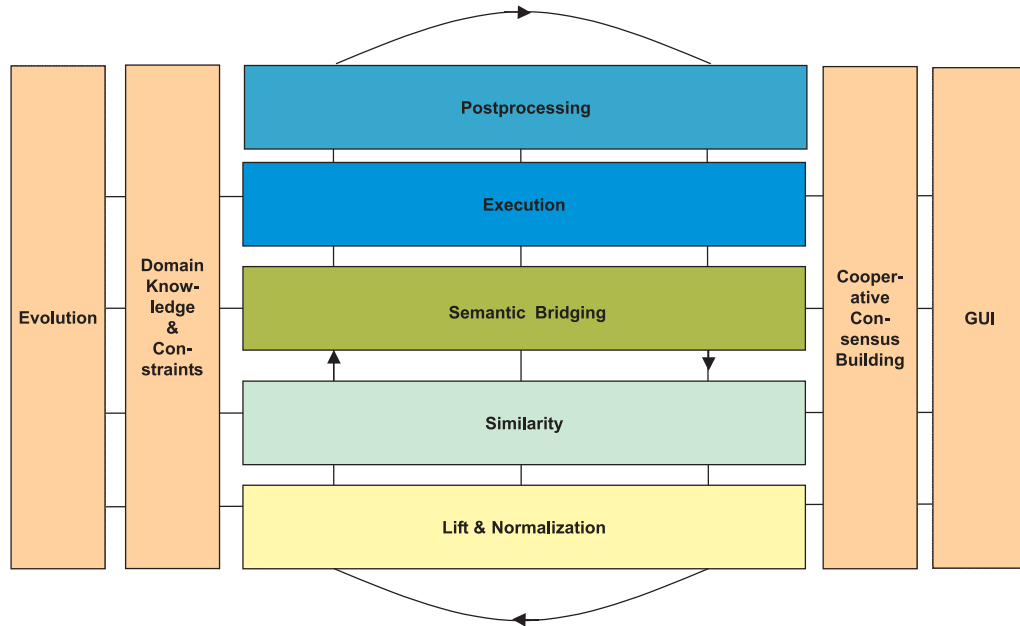 Postprocessing
Execution
Semantic Bridging
Similarity
Lift & Normalization
Evolution
Domain
Know-
ledge
&
Con-
straints
Cooper-
ative
Con-
sensus
Building
GUI